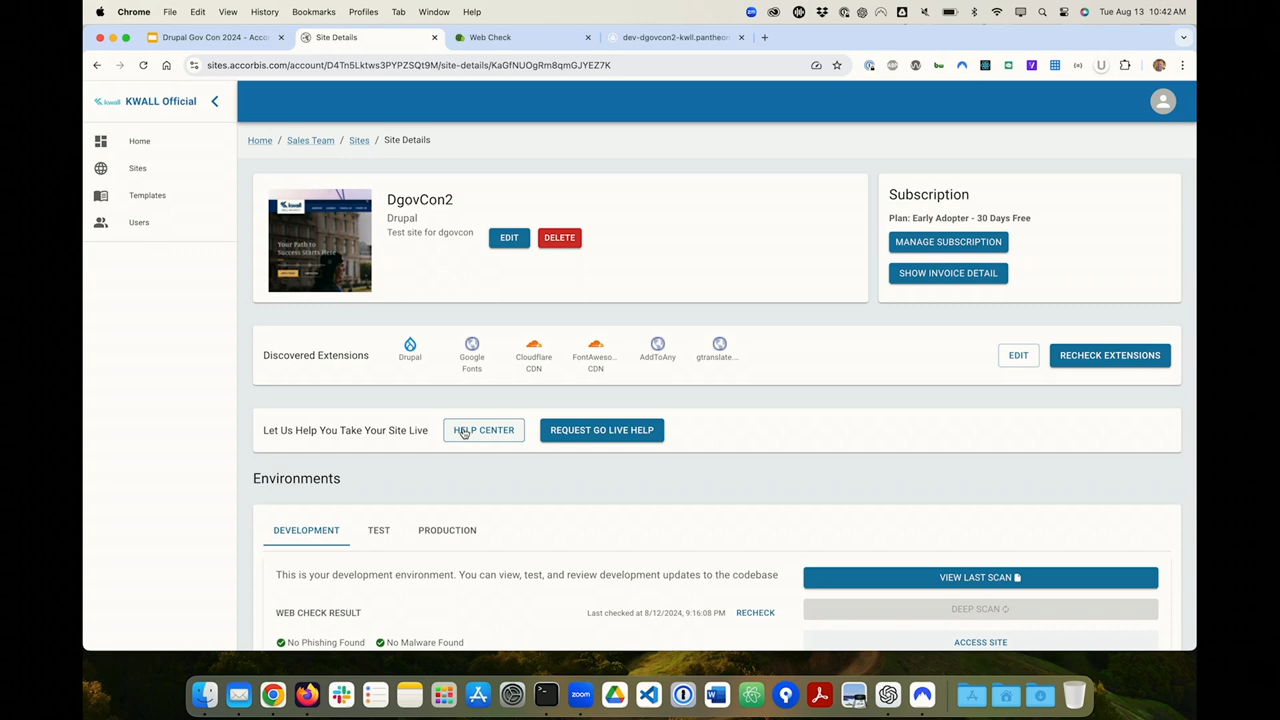 Chrome File Edit View History Bookmarks Profiles Tab Window Help Tue Aug 13 10:42 AM
Drupal Gov Con 2024 - Acco Site Details Web Check dev-dgovcon2-kwll.pantheon
sites.accorbis.com/account/D4Tn5Lktws3PYPZSQt9M/site-details/KaGfNUOgRm8qmGJYEZ7K
kwall KWALL Official
Home
Sites
Templates
Users
Home / Sales Team / Sites / Site Details
kwall
Your Path to
Success Starts Here
DgovCon2
Drupal
Test site for dgovcon
EDIT
DELETE
Subscription
Plan: Early Adopter - 30 Days Free
MANAGE SUBSCRIPTION
SHOW INVOICE DETAIL
Discovered Extensions
Drupal
Google
Fonts
Cloudflare
CDN
FontAweso...
CDN
AddToAny
gtranslate...
EDIT
RECHECK EXTENSIONS
Let Us Help You Take Your Site Live
HELP CENTER
REQUEST GO LIVE HELP
Environments
DEVELOPMENT TEST PRODUCTION
This is your development environment. You can view, test, and review development updates to the codebase
WEB CHECK RESULT
Last checked at 8/12/2024, 9:16:08 PM RECHECK
No Phishing Found No Malware Found
VIEW LAST SCAN
DEEP SCAN
ACCESS SITE